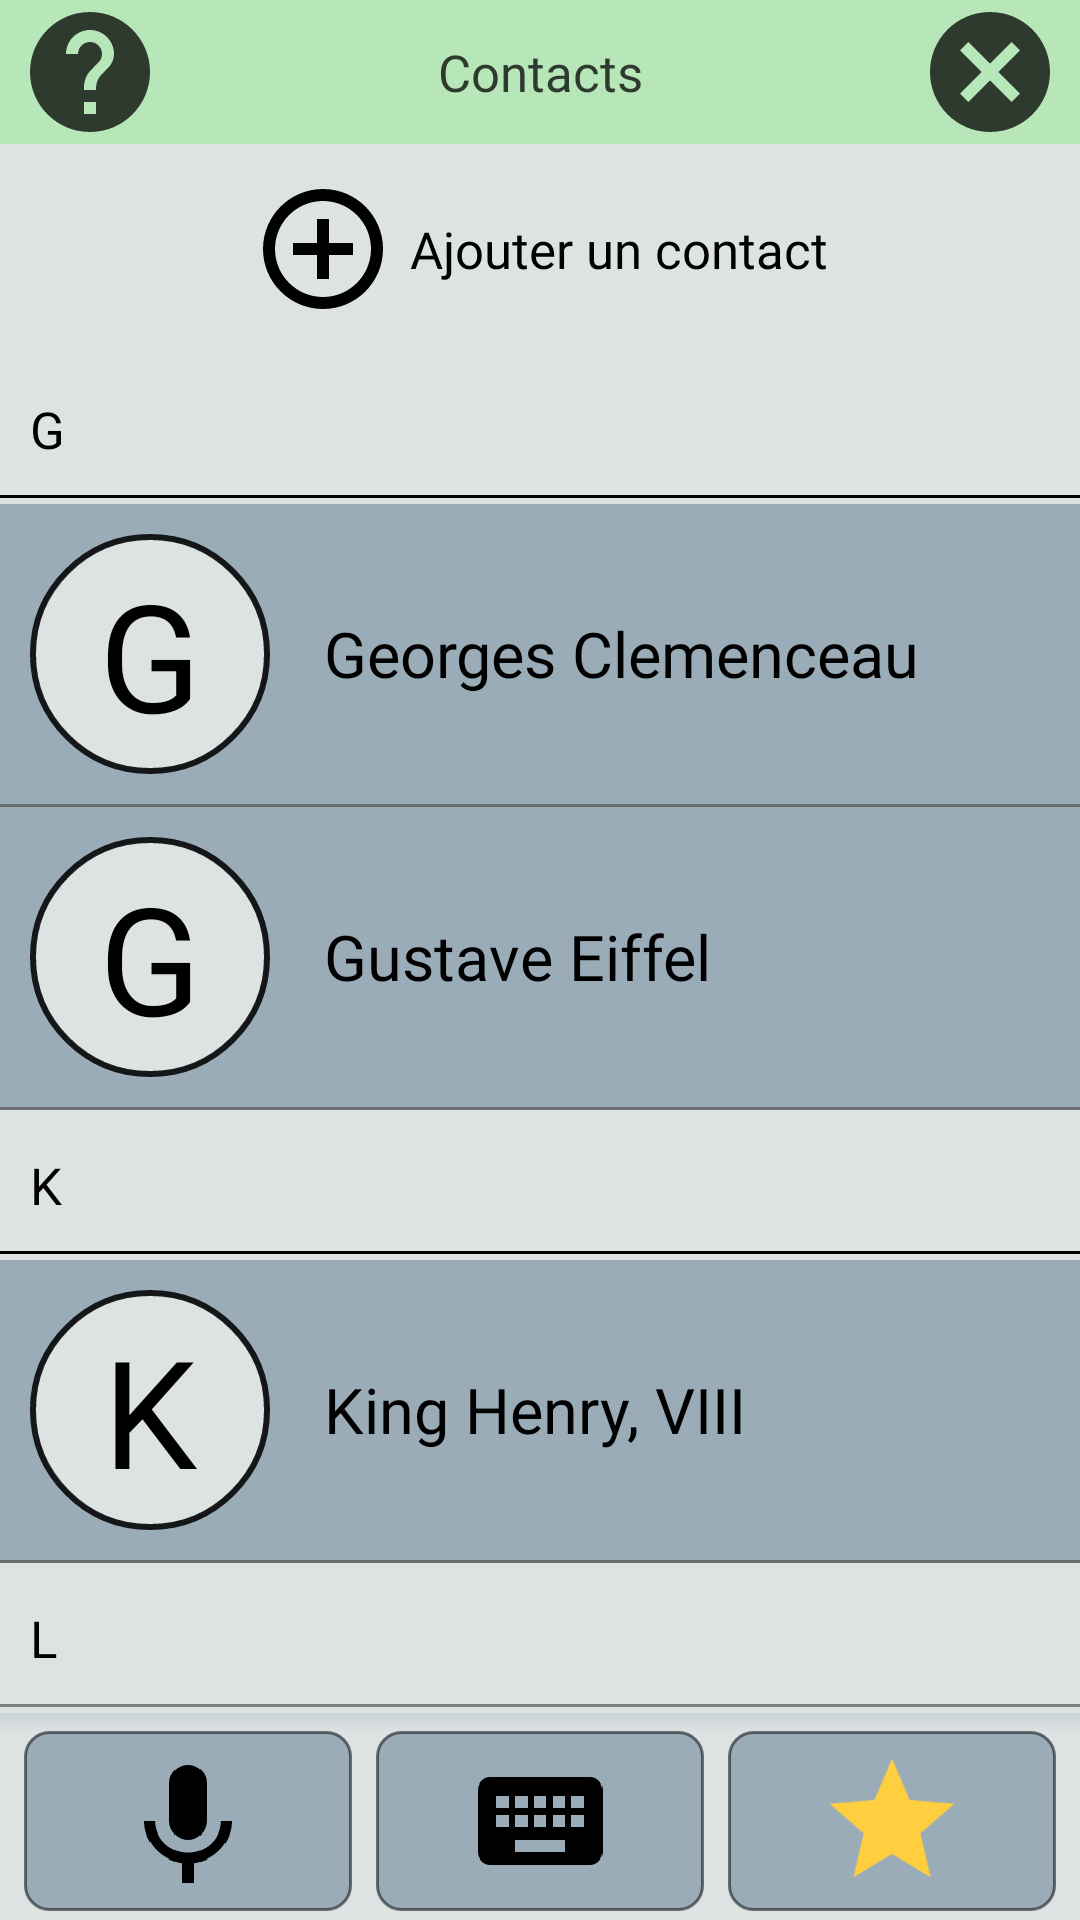 Contacts
Ajouter un contact
G
G
Georges Clemenceau
G
Gustave Eiffel
K
K
King Henry, VIII
L